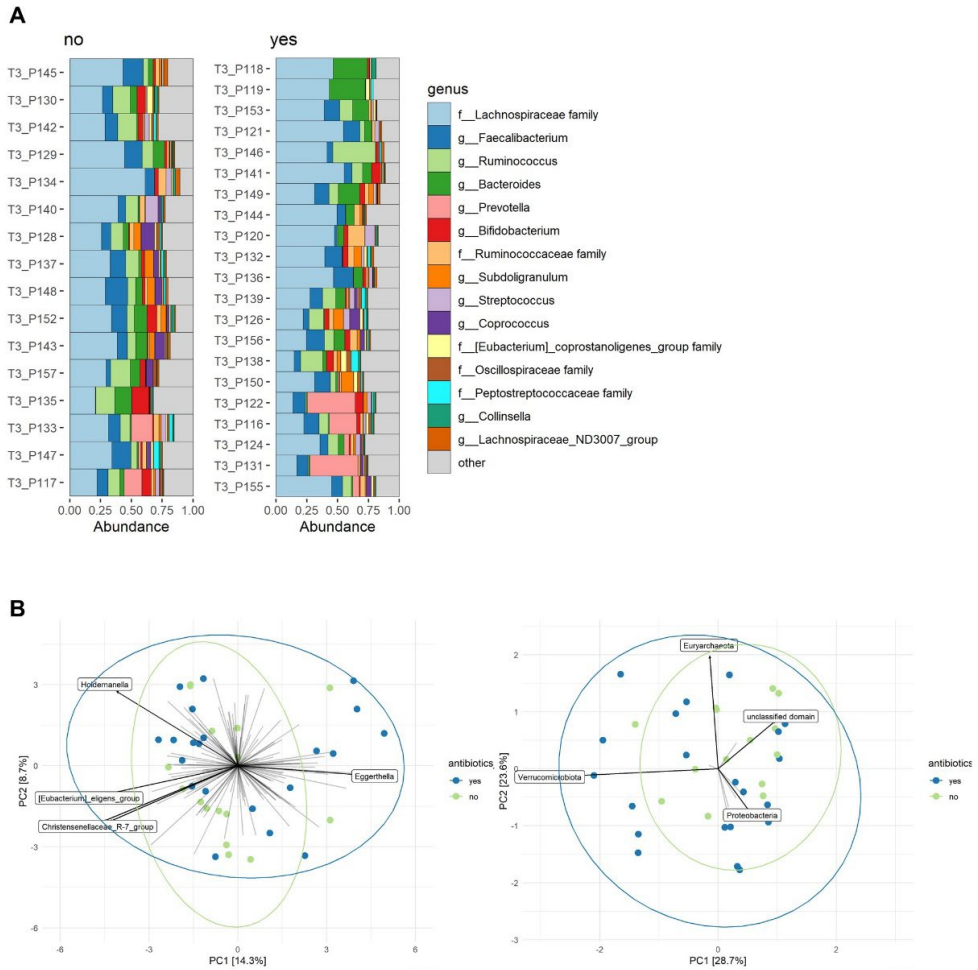 A
no
yes
T3_P145
T3_P130
T3_P142
T3_P129
T3_P134
T3_P140
T3_P128
T3_P137
T3_P148
T3_P152
T3_P143
T3_P157
T3_P135
T3_P133
T3_P147
T3_P117
0.00 0.25 0.50 0.75 1.00
Abundance
T3_P118
T3_P119
T3_P153
T3_P121
T3_P146
T3_P141
T3_P149
T3_P144
T3_P120
T3_P132
T3_P136
T3_P139
T3_P126
T3_P156
T3_P138
T3_P150
T3_P122
T3_P116
T3_P124
T3_P131
T3_P155
0.00 0.25 0.50 0.75 1.00
Abundance
genus
f__Lachnospiraceae family
g__Faecalibacterium
g__Ruminococcus
g__Bacteroides
g__Prevotella
g__Bifidobacterium
f__Ruminococcaceae family
g__Subdoligranulum
g__Streptococcus
g__Coprococcus
f__[Eubacterium]_coprostanoligenes_group family
f__Oscillospiraceae family
f__Peptostreptococcaceae family
g__Collinsella
g__Lachnospiraceae_ND3007_group
other
B
PC2 [8.7%]
6
3
0
-3
-6
Holdemanella
Eggerthella
[Eubacterium]_eligens_group
Christensenellaceae_R-7_group
-6 -3 0 3 6
PC1 [14.3%]
antibiotics
yes
no
PC2 [23.6%]
2
1
0
-1
-2
-3
Euryarchaeota
unclassified domain
Verrucomicrobiota
Proteobacteria
-2 0 2
PC1 [28.7%]
antibiotics
yes
no